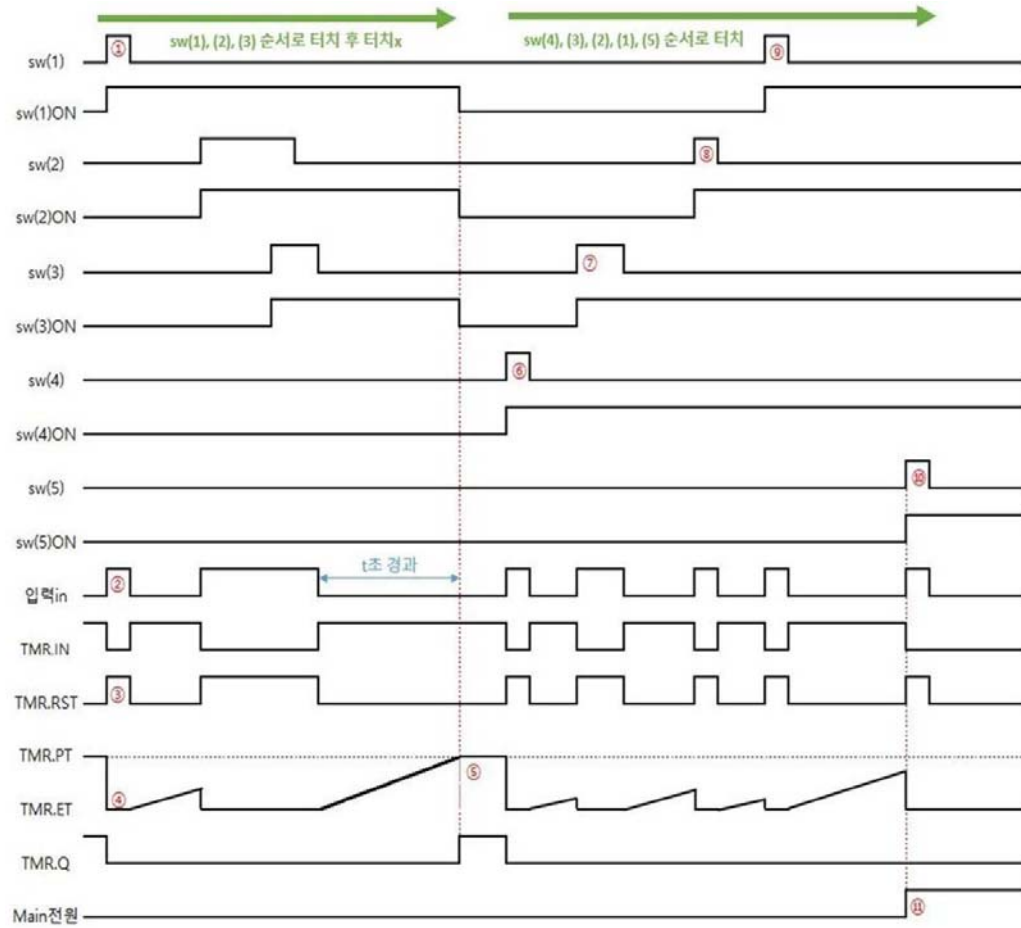 sw(1), (2), (3) 순서로 터치 후 터치x
sw(4), (3), (2), (1), (5) 순서로 터치
sw(1) ① ⑨
sw(1)ON
sw(2) ⑧
sw(2)ON
sw(3) ⑦
sw(3)ON
sw(4) ⑥
sw(4)ON
sw(5) ⑩
sw(5)ON
t초 경과
입력in ②
TMR.IN
TMR.RST ③
TMR.PT
⑤
TMR.ET ④
TMR.Q
Main전원 ⑪